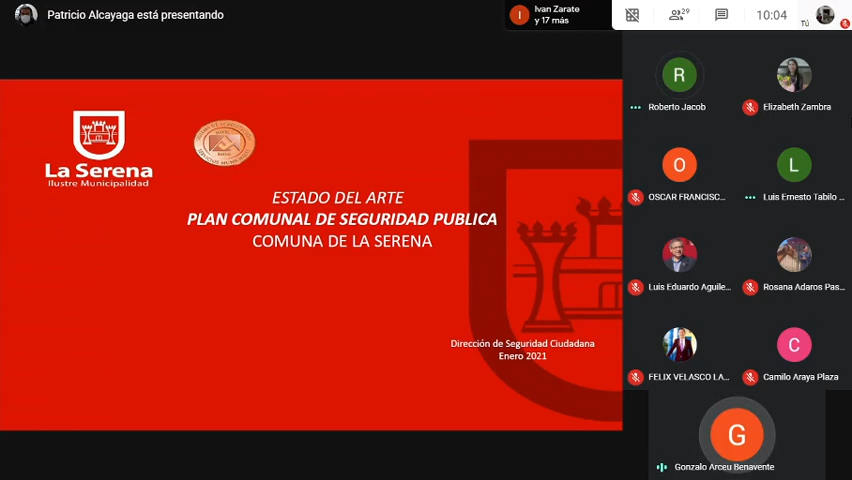 Patricio Alcayaga está presentando
I
Ivan Zarate
y 17 más
29
10:04
Tú
La Serena
Ilustre Municipalidad
ESTADO DEL ARTE
PLAN COMUNAL DE SEGURIDAD PUBLICA
COMUNA DE LA SERENA
Dirección de Seguridad Ciudadana
Enero 2021
R
Roberto Jacob
Elizabeth Zambra
O
OSCAR FRANCISC...
L
Luis Ernesto Tabilo ...
Luis Eduardo Aguile...
Rosana Adaros Pas...
FELIX VELASCO LA...
C
Camilo Araya Plaza
G
Gonzalo Arceu Benavente